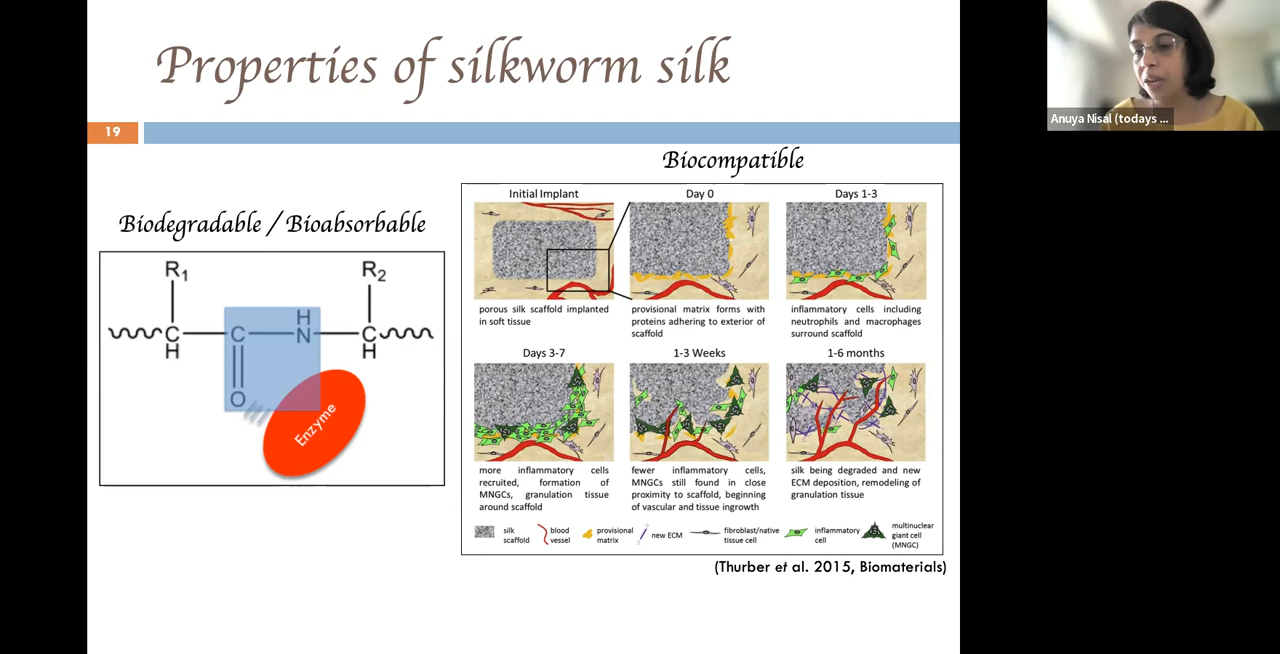 Properties of silkworm silk
19
Anuya Nisal (todays ...
Biocompatible
Biodegradable / Bioabsorbable
R1
R2
C
H
C
H
N
C
H
O
Enzyme
Initial Implant
Day 0
Days 1-3
porous silk scaffold implanted
in soft tissue
provisional matrix forms with
proteins adhering to exterior of
scaffold
inflammatory cells including
neutrophils and macrophages
surround scaffold
Days 3-7
1-3 Weeks
1-6 months
more inflammatory cells
recruited, formation of
MNGCs, granulation tissue
around scaffold
fewer inflammatory cells,
MNGCs still found in close
proximity to scaffold, beginning
of vascular and tissue ingrowth
silk being degraded and new
ECM deposition, remodeling of
granulation tissue
silk
scaffold
blood
vessel
provisional
matrix
new ECM
fibroblast/native
tissue cell
inflammatory
cell
multinuclear
giant cell
(MNGC)
(Thurber et al. 2015, Biomaterials)